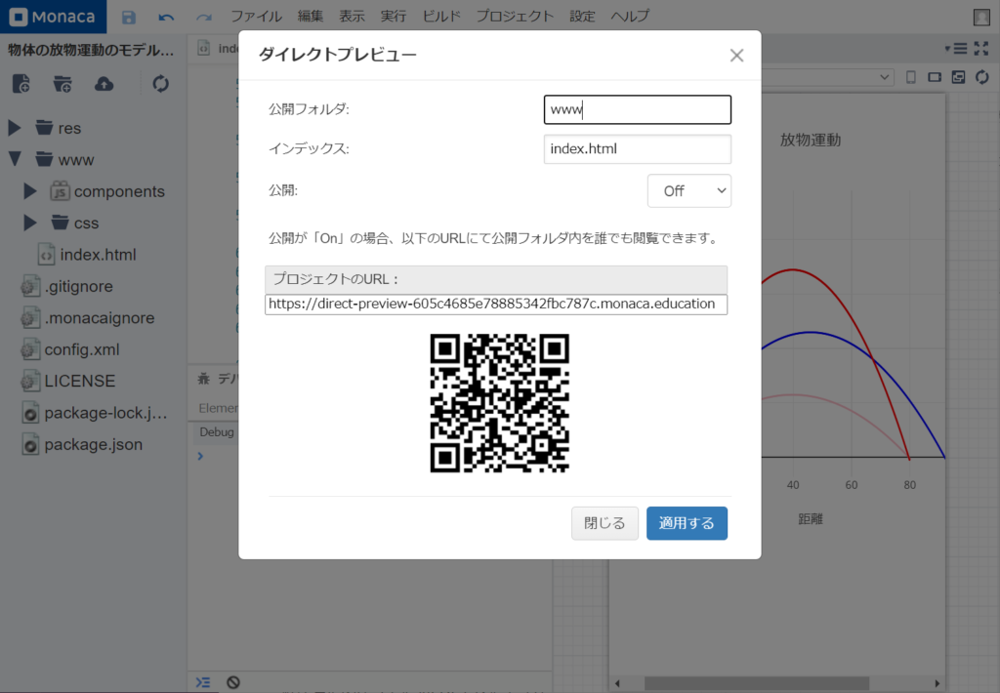 Monaca
ファイル 編集 表示 実行 ビルド プロジェクト 設定 ヘルプ
物体の放物運動のモデル...
res
www
components
css
index.html
.gitignore
.monacaignore
config.xml
LICENSE
package-lock.j...
package.json
ダイレクトプレビュー
公開フォルダ:
www
インデックス:
index.html
公開:
Off
公開が「On」の場合、以下のURLにて公開フォルダ内を誰でも閲覧できます。
プロジェクトのURL：
https://direct-preview-605c4685e78885342fbc787c.monaca.education
閉じる
適用する
Debug
放物運動
40 60 80
距離